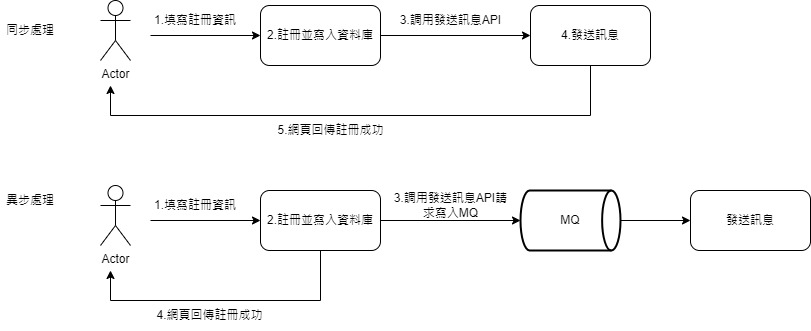 同步處理
1.填寫註冊資訊
2.註冊並寫入資料庫
3.調用發送訊息API
4.發送訊息
Actor
5.網頁回傳註冊成功
異步處理
1.填寫註冊資訊
2.註冊並寫入資料庫
3.調用發送訊息API請
求寫入MQ
MQ
發送訊息
Actor
4.網頁回傳註冊成功